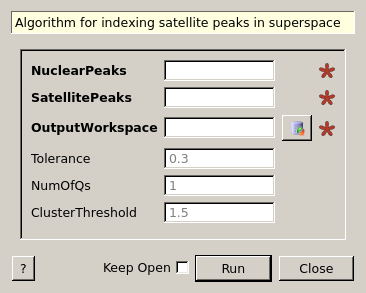 Algorithm for indexing satellite peaks in superspace
NuclearPeaks
SatellitePeaks
OutputWorkspace
Tolerance 0.3
NumOfQs 1
ClusterThreshold 1.5
? Keep Open Run Close